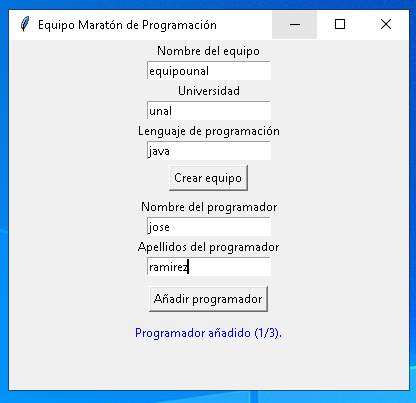 Equipo Maratón de Programación
Nombre del equipo
equipounal
Universidad
unal
Lenguaje de programación
java
Crear equipo
Nombre del programador
jose
Apellidos del programador
ramirez
Añadir programador
Programador añadido (1/3).